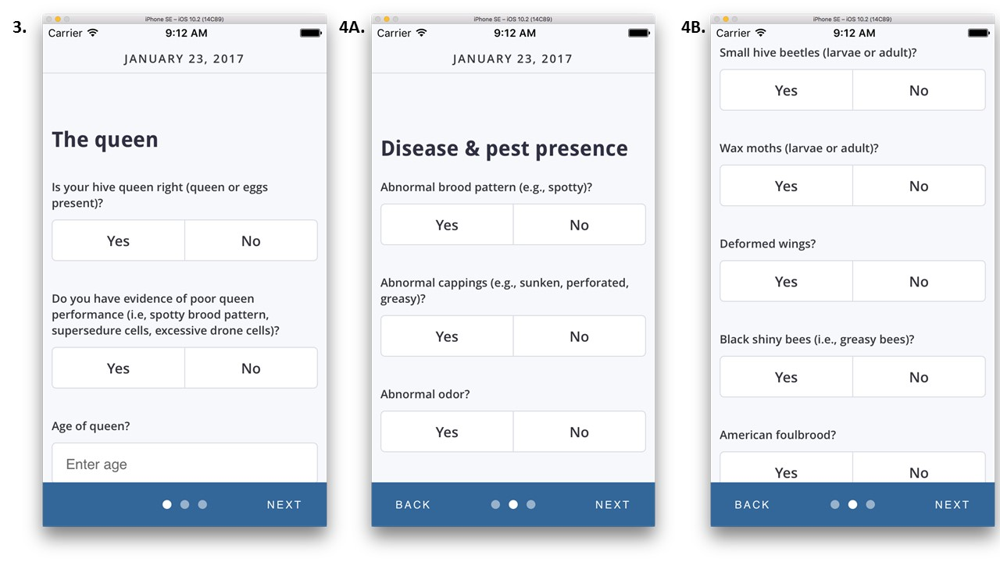 3.
iPhone SE – iOS 10.2 (14C89)
Carrier 9:12 AM
JANUARY 23, 2017
The queen
Is your hive queen right (queen or eggs
present)?
Yes No
Do you have evidence of poor queen
performance (i.e, spotty brood pattern,
supersedure cells, excessive drone cells)?
Yes No
Age of queen?
Enter age
NEXT
4A.
iPhone SE – iOS 10.2 (14C89)
Carrier 9:12 AM
JANUARY 23, 2017
Disease & pest presence
Abnormal brood pattern (e.g., spotty)?
Yes No
Abnormal cappings (e.g., sunken, perforated,
greasy)?
Yes No
Abnormal odor?
Yes No
BACK NEXT
4B.
iPhone SE – iOS 10.2 (14C89)
Carrier 9:12 AM
Small hive beetles (larvae or adult)?
Yes No
Wax moths (larvae or adult)?
Yes No
Deformed wings?
Yes No
Black shiny bees (i.e., greasy bees)?
Yes No
American foulbrood?
Yes No
BACK NEXT